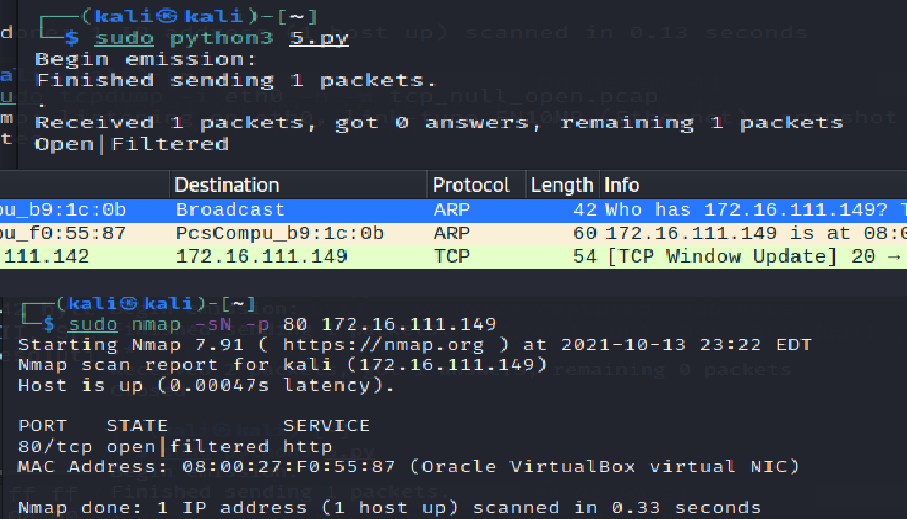 (kali㉿kali)-[~]
$ sudo python3 5.py
Begin emission:
Finished sending 1 packets.
.
Received 1 packets, got 0 answers, remaining 1 packets
Open|Filtered
Destination Protocol Length Info
pu_b9:1c:0b Broadcast ARP 42 Who has 172.16.111.149?
pu_f0:55:87 PcsCompu_b9:1c:0b ARP 60 172.16.111.149 is at 08:0
111.142 172.16.111.149 TCP 54 [TCP Window Update] 20 →
(kali㉿kali)-[~]
$ sudo nmap -sN -p 80 172.16.111.149
Starting Nmap 7.91 ( https://nmap.org ) at 2021-10-13 23:22 EDT
Nmap scan report for kali (172.16.111.149)
Host is up (0.00047s latency).
PORT STATE SERVICE
80/tcp open|filtered http
MAC Address: 08:00:27:F0:55:87 (Oracle VirtualBox virtual NIC)
Nmap done: 1 IP address (1 host up) scanned in 0.33 seconds